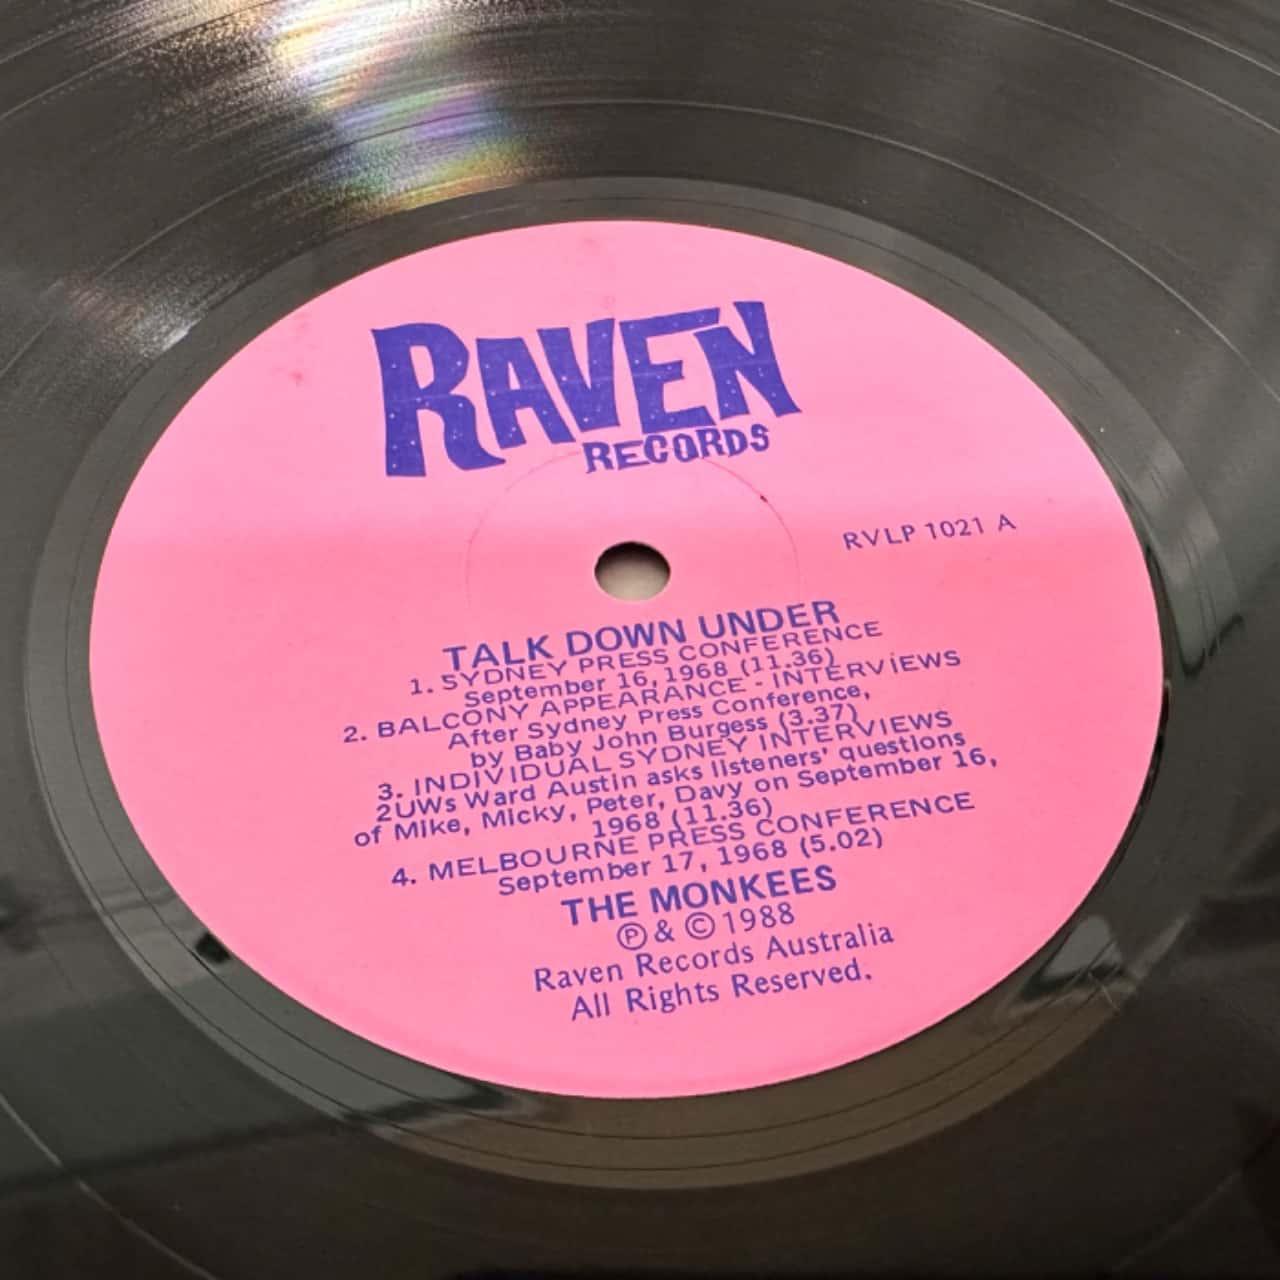 RAVEN
RECORDS
RVLP 1021 A
TALK DOWN UNDER
1. SYDNEY PRESS CONFERENCE
September 16, 1968 (11.36)
2. BALCONY APPEARANCE - INTERViEWS
After Sydney Press Conference,
by Baby John Burgess (3.37)
3. INDIVIDUAL SYDNEY INTERVIEWS
2UWs Ward Austin asks listeners' questions
of Mike, Micky, Peter, Davy on September 16,
1968 (11.36)
4. MELBOURNE PRESS CONFERENCE
September 17, 1968 (5.02)
THE MONKEES
Ⓟ & © 1988
Raven Records Australia
All Rights Reserved.